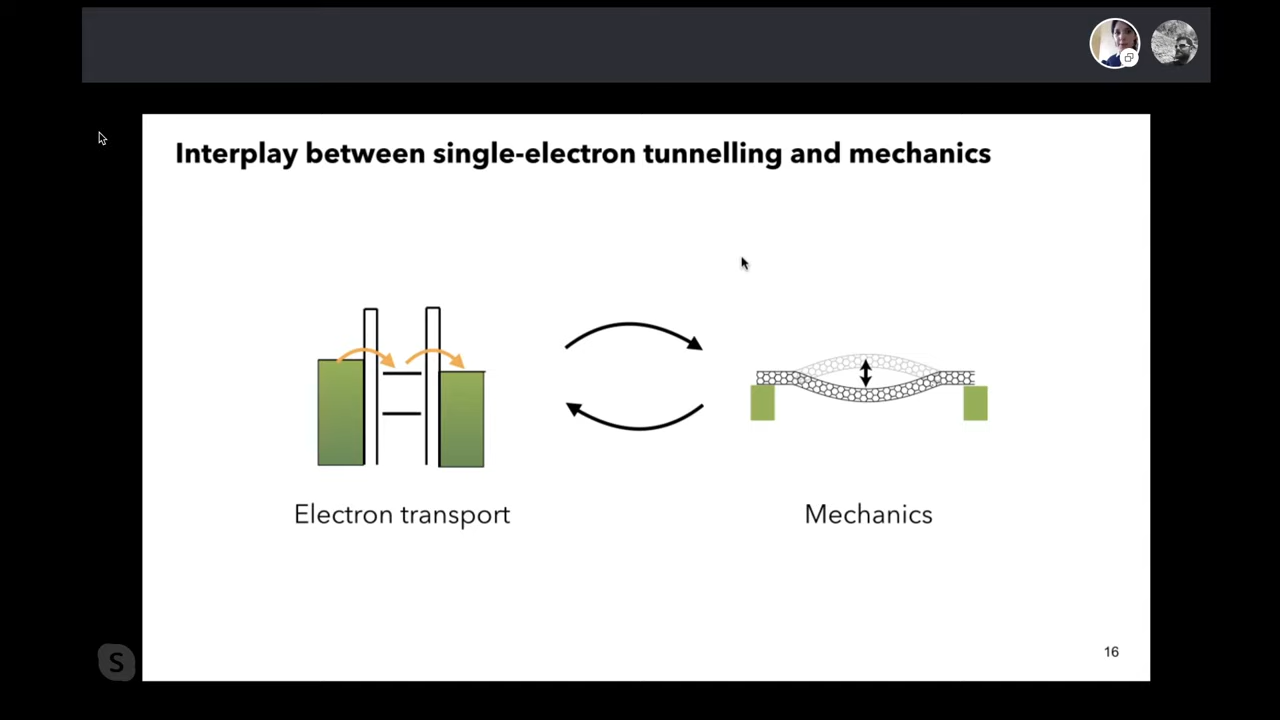 Interplay between single-electron tunnelling and mechanics
Electron transport
Mechanics
S
16